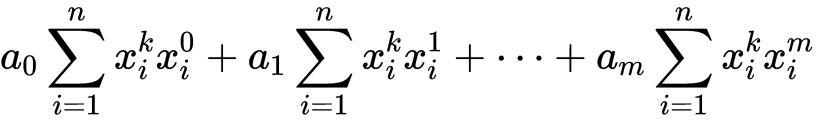 a_0 \sum_{i=1}^{n} x_i^k x_i^0 + a_1 \sum_{i=1}^{n} x_i^k x_i^1 + \cdots + a_m \sum_{i=1}^{n} x_i^k x_i^m